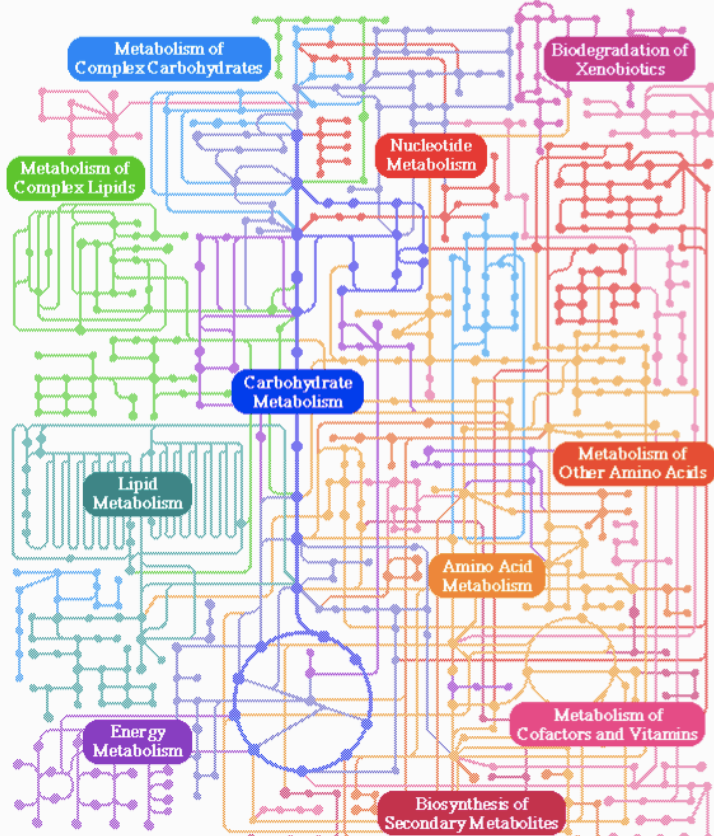 Metabolism of
Complex Carbohydrates
Biodegradation of
Xenobiotics
Nucleotide
Metabolism
Metabolism of
Complex Lipids
Carbohydrate
Metabolism
Metabolism of
Other Amino Acids
Lipid
Metabolism
Amino Acid
Metabolism
Metabolism of
Cofactors and Vitamins
Energy
Metabolism
Biosynthesis of
Secondary Metabolites